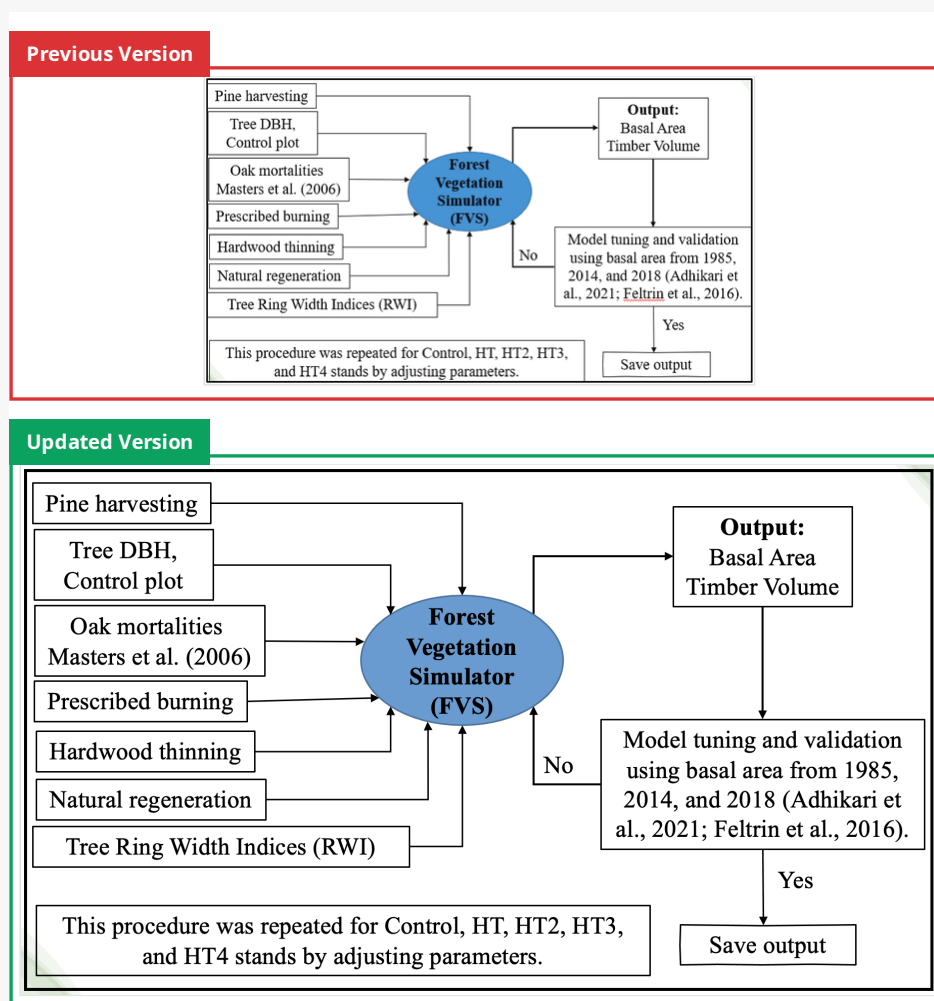 Previous Version
Pine harvesting
Tree DBH,
Control plot
Oak mortalities
Masters et al. (2006)
Prescribed burning
Hardwood thinning
Natural regeneration
Tree Ring Width Indices (RWI)
Forest
Vegetation
Simulator
(FVS)
Output:
Basal Area
Timber Volume
No
Model tuning and validation
using basal area from 1985,
2014, and 2018 (Adhikari et
al., 2021; Feltrin et al., 2016).
Yes
Save output
This procedure was repeated for Control, HT, HT2, HT3,
and HT4 stands by adjusting parameters.
Updated Version
Pine harvesting
Tree DBH,
Control plot
Oak mortalities
Masters et al. (2006)
Prescribed burning
Hardwood thinning
Natural regeneration
Tree Ring Width Indices (RWI)
Forest
Vegetation
Simulator
(FVS)
Output:
Basal Area
Timber Volume
No
Model tuning and validation
using basal area from 1985,
2014, and 2018 (Adhikari et
al., 2021; Feltrin et al., 2016).
Yes
Save output
This procedure was repeated for Control, HT, HT2, HT3,
and HT4 stands by adjusting parameters.